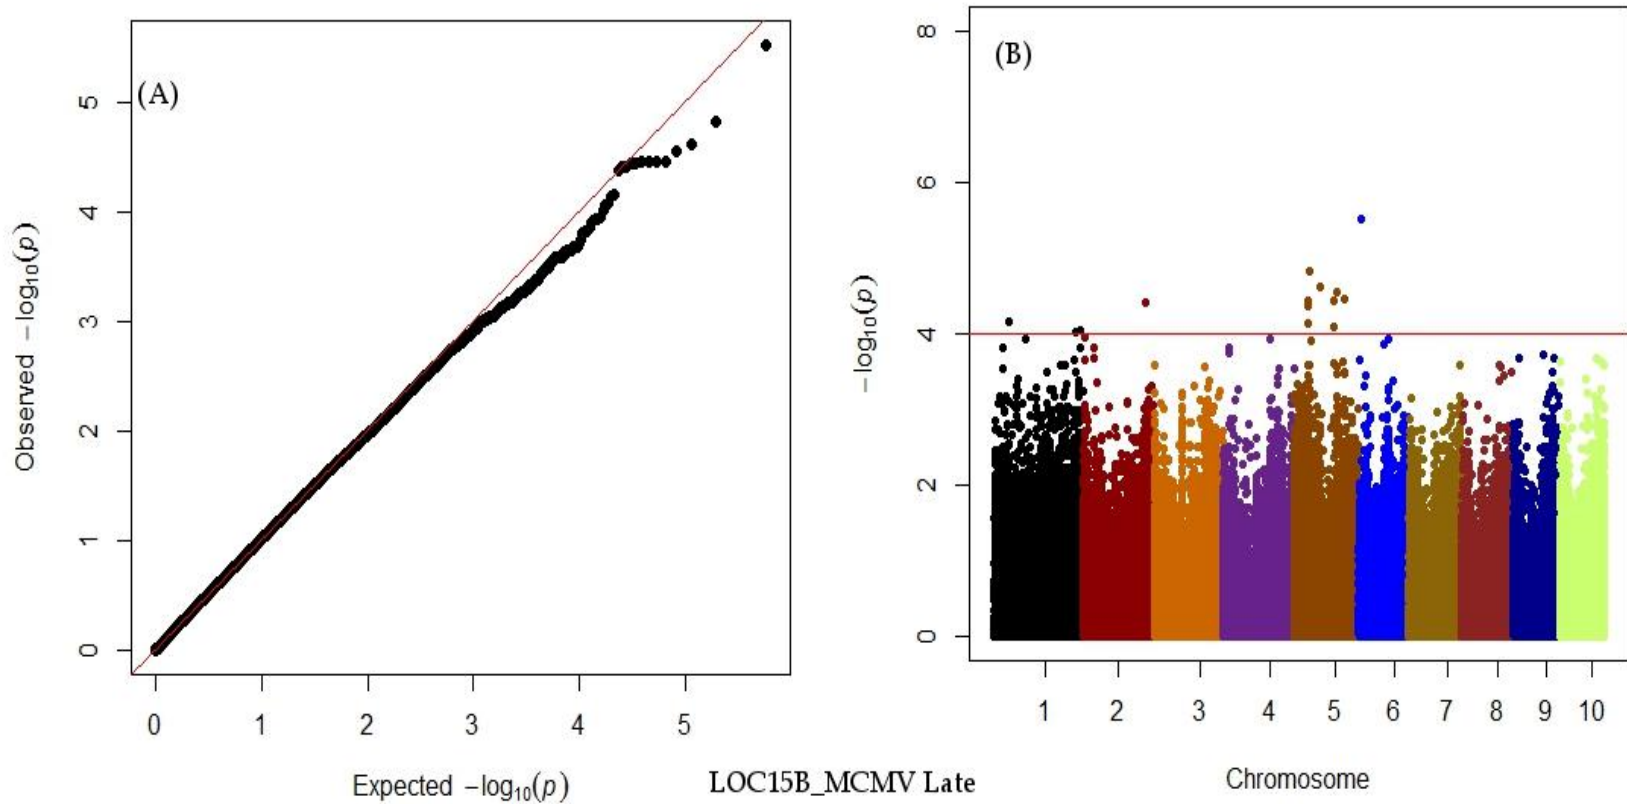 (A)
Observed −log10(p)
5
4
3
2
1
0
0 1 2 3 4 5
Expected −log10(p)
(B)
−log10(p)
8
6
4
2
0
1 2 3 4 5 6 7 8 9 10
Chromosome
LOC15B_MCMV Late